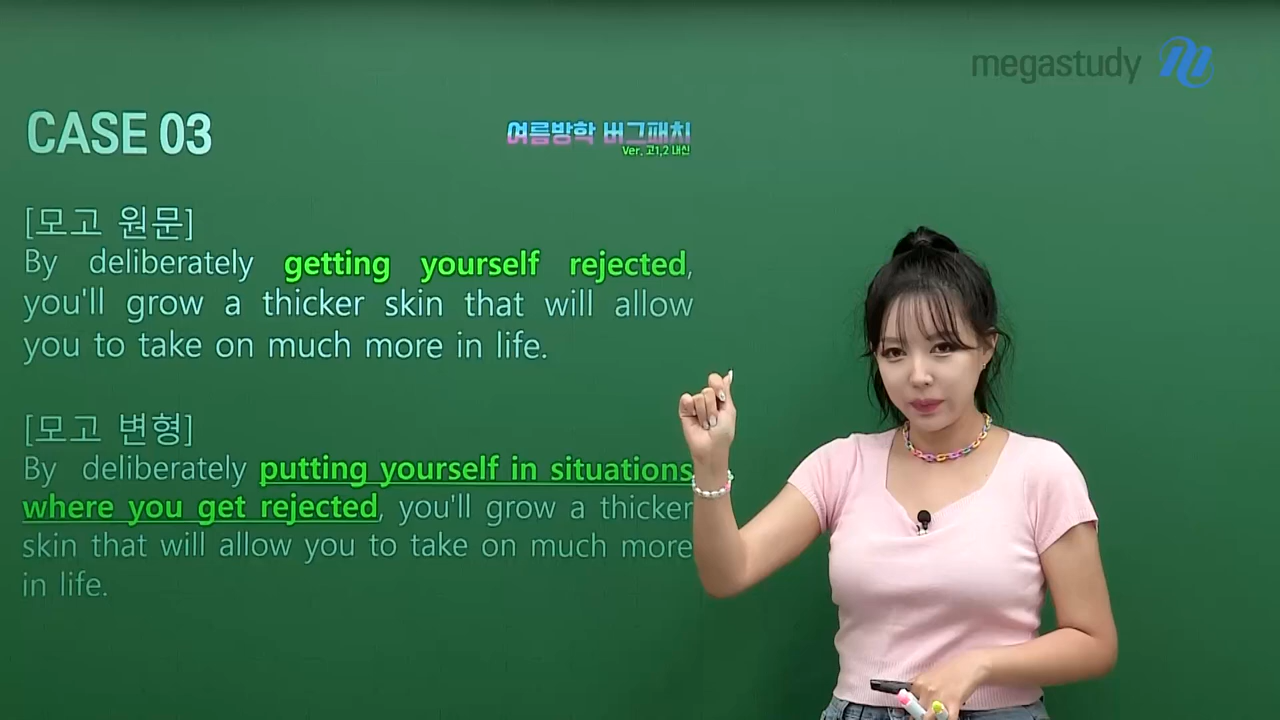 megastudy
CASE 03
여름방학 버그패치
Ver. 고1,2 내신
[모고 원문]
By deliberately getting yourself rejected,
you'll grow a thicker skin that will allow
you to take on much more in life.
[모고 변형]
By deliberately putting yourself in situations
where you get rejected, you'll grow a thicker
skin that will allow you to take on much more
in life.